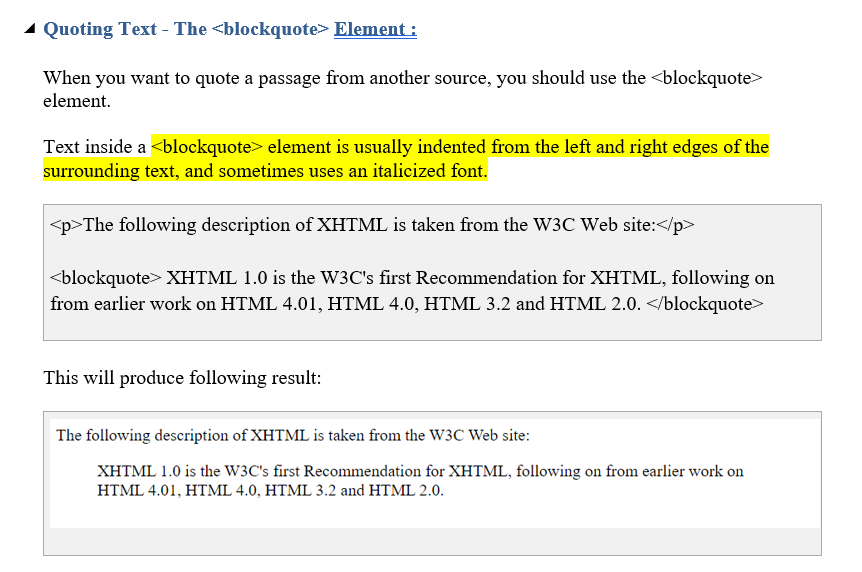 Quoting Text - The <blockquote> Element :
When you want to quote a passage from another source, you should use the <blockquote>
element.
Text inside a <blockquote> element is usually indented from the left and right edges of the
surrounding text, and sometimes uses an italicized font.
<p>The following description of XHTML is taken from the W3C Web site:</p>
<blockquote> XHTML 1.0 is the W3C's first Recommendation for XHTML, following on
from earlier work on HTML 4.01, HTML 4.0, HTML 3.2 and HTML 2.0. </blockquote>
This will produce following result:
The following description of XHTML is taken from the W3C Web site:
XHTML 1.0 is the W3C's first Recommendation for XHTML, following on from earlier work on
HTML 4.01, HTML 4.0, HTML 3.2 and HTML 2.0.